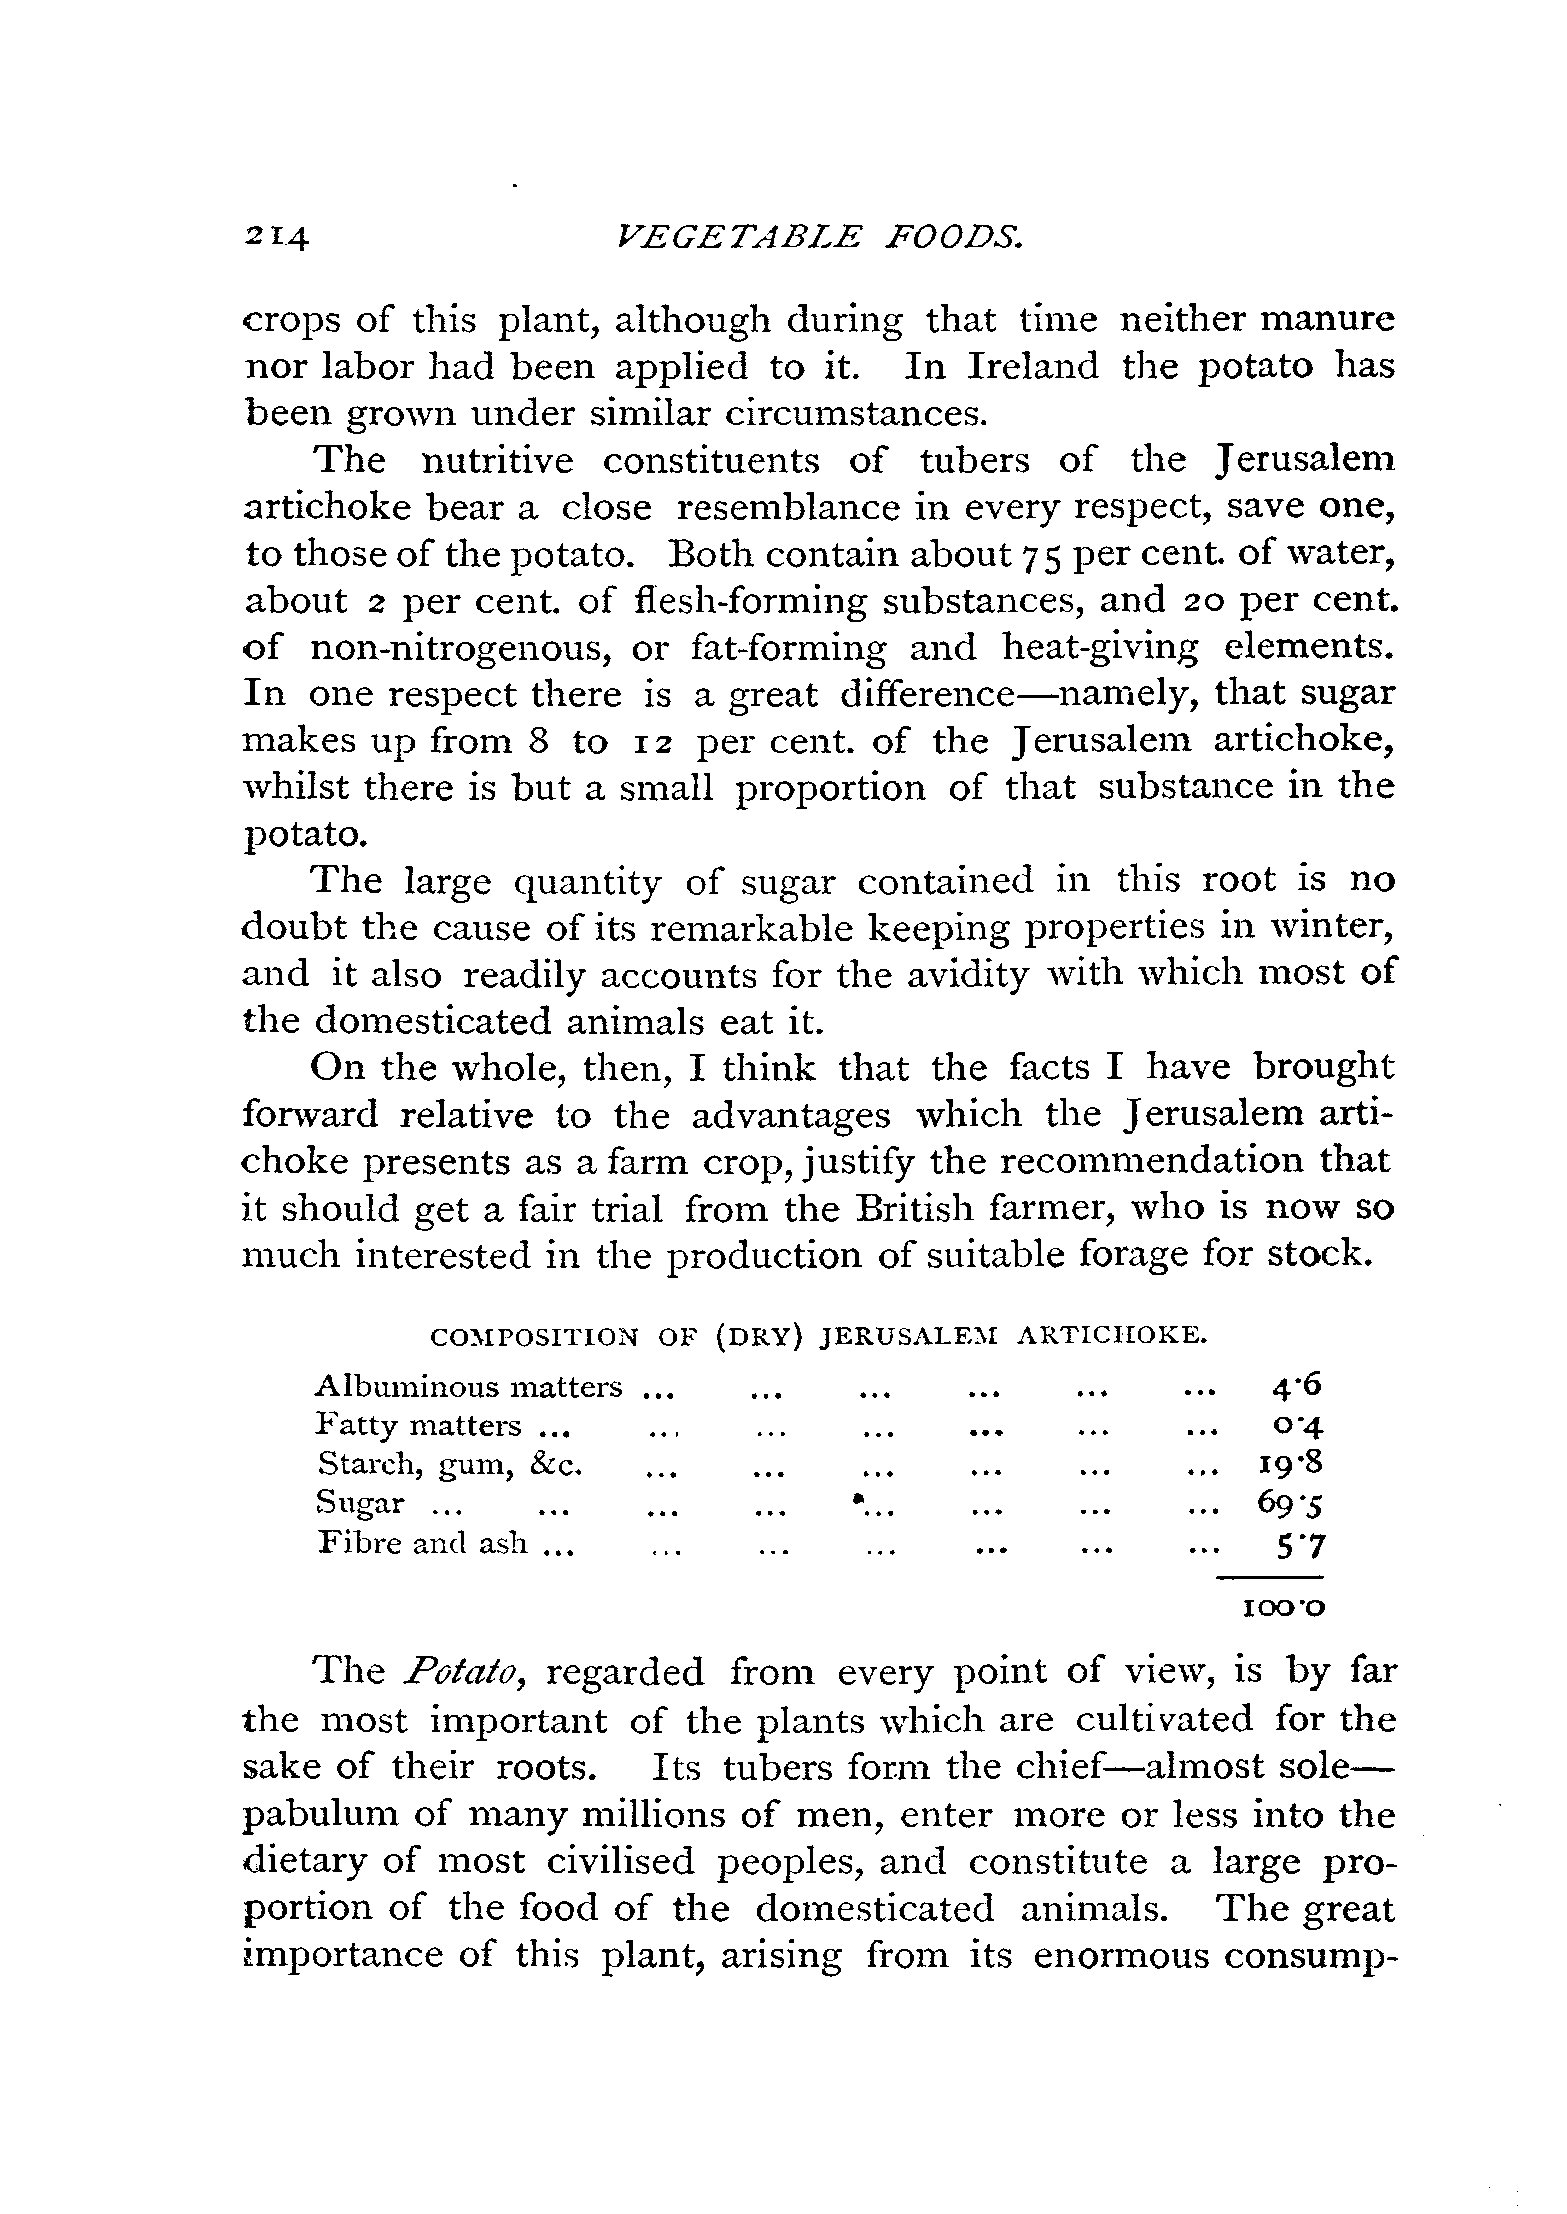 214 VEGETABLE FOODS.
crops of this plant, although during that time neither manure
nor labor had been applied to it. In Ireland the potato has
been grown under similar circumstances.
The nutritive constituents of tubers of the Jerusalem
artichoke bear a close resemblance in every respect, save one,
to those of the potato. Both contain about 75 per cent. of water,
about 2 per cent. of flesh-forming substances, and 20 per cent.
of non-nitrogenous, or fat-forming and heat-giving elements.
In one respect there is a great difference—namely, that sugar
makes up from 8 to 12 per cent. of the Jerusalem artichoke,
whilst there is but a small proportion of that substance in the
potato.
The large quantity of sugar contained in this root is no
doubt the cause of its remarkable keeping properties in winter,
and it also readily accounts for the avidity with which most of
the domesticated animals eat it.
On the whole, then, I think that the facts I have brought
forward relative to the advantages which the Jerusalem arti-
choke presents as a farm crop, justify the recommendation that
it should get a fair trial from the British farmer, who is now so
much interested in the production of suitable forage for stock.
COMPOSITION OF (DRY) JERUSALEM ARTICHOKE.
Albuminous matters ... ... ... ... ... ... 4·6
Fatty matters ... ... ... ... ... ... ... 0·4
Starch, gum, &c. ... ... ... ... ... ... 19·8
Sugar ... ... ... ... ... ... ... ... 69·5
Fibre and ash ... ... ... ... ... ... ... 5·7
100·0
The Potato, regarded from every point of view, is by far
the most important of the plants which are cultivated for the
sake of their roots. Its tubers form the chief—almost sole—
pabulum of many millions of men, enter more or less into the
dietary of most civilised peoples, and constitute a large pro-
portion of the food of the domesticated animals. The great
importance of this plant, arising from its enormous consump-